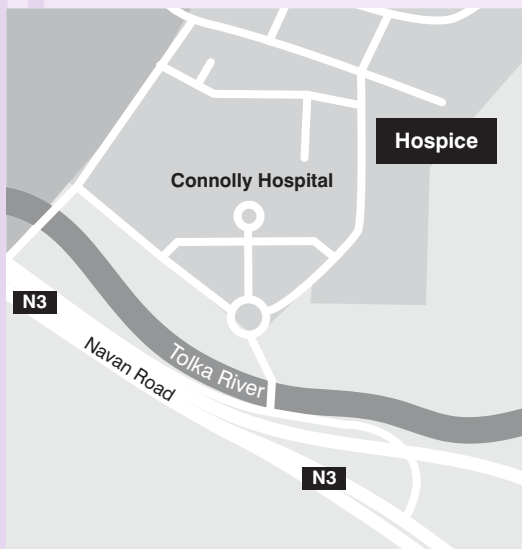 Hospice
Connolly Hospital
N3
Navan Road
Tolka River
N3